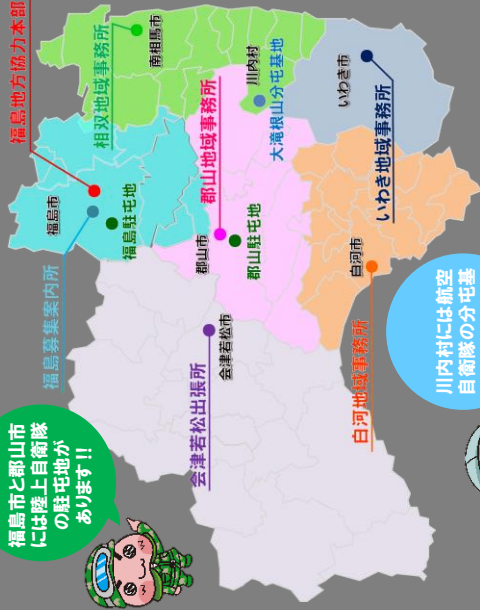 福島市と郡山市
には陸上自衛隊
の駐屯地が
あります!!
福島募集案内所
福島市
福島地方協力本部
福島駐屯地
相双地域事務所
南相馬市
会津若松出張所
会津若松市
郡山市
郡山駐屯地
郡山地域事務所
川内村
大滝根山分屯基地
白河地域事務所
白河市
いわき地域事務所
いわき市
川内村には航空
自衛隊の分屯基